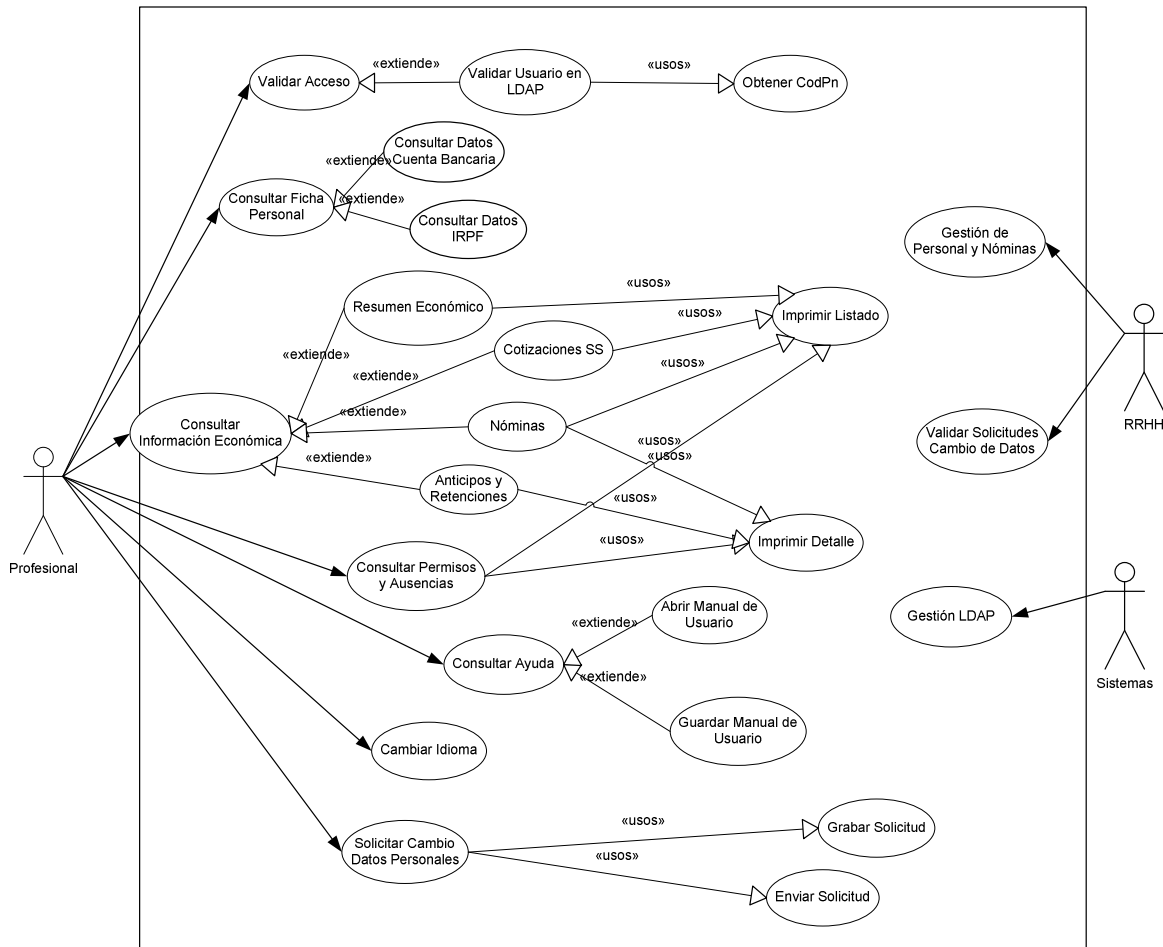 «extiende»
«usos»
Validar Acceso
Validar Usuario en
LDAP
Obtener CodPn
Consultar Datos
Cuenta Bancaria
«extiende»
Consultar Ficha
Personal
«extiende»
Consultar Datos
IRPF
Gestión de
Personal y Nóminas
«usos»
Resumen Económico
«usos»
Imprimir Listado
«extiende»
Cotizaciones SS
«usos»
«extiende»
«extiende»
Consultar
Información Económica
Nóminas
Validar Solicitudes
Cambio de Datos
RRHH
«usos»
«usos»
«extiende»
Anticipos y
Retenciones
«usos»
«usos»
Imprimir Detalle
Profesional
Consultar Permisos
y Ausencias
Abrir Manual de
Usuario
«extiende»
Gestión LDAP
Consultar Ayuda
«extiende»
Sistemas
Guardar Manual de
Usuario
Cambiar Idioma
«usos»
Grabar Solicitud
Solicitar Cambio
Datos Personales
«usos»
Enviar Solicitud